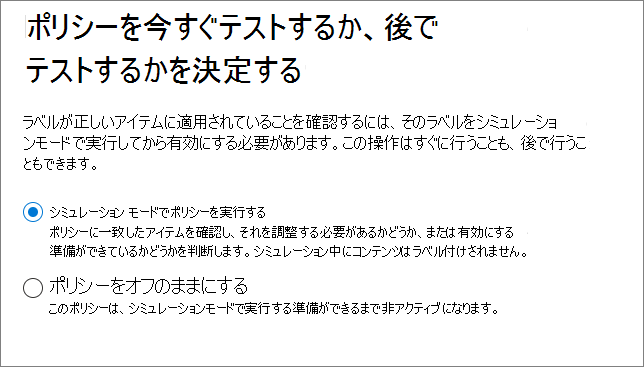 ポリシーを今すぐテストするか、後で
テストするかを決定する
ラベルが正しいアイテムに適用されていることを確認するには、そのラベルをシミュレーショ
ンモードで実行してから有効にする必要があります。この操作はすぐに行うことも、後で行うこ
ともできます。
シミュレーション モードでポリシーを実行する
ポリシーに一致したアイテムを確認し、それを調整する必要があるかどうか、または有効にする
準備ができているかどうかを判断します。シミュレーション中にコンテンツはラベル付けされません。
ポリシーをオフのままにする
このポリシーは、シミュレーションモードで実行する準備ができるまで非アクティブになります。